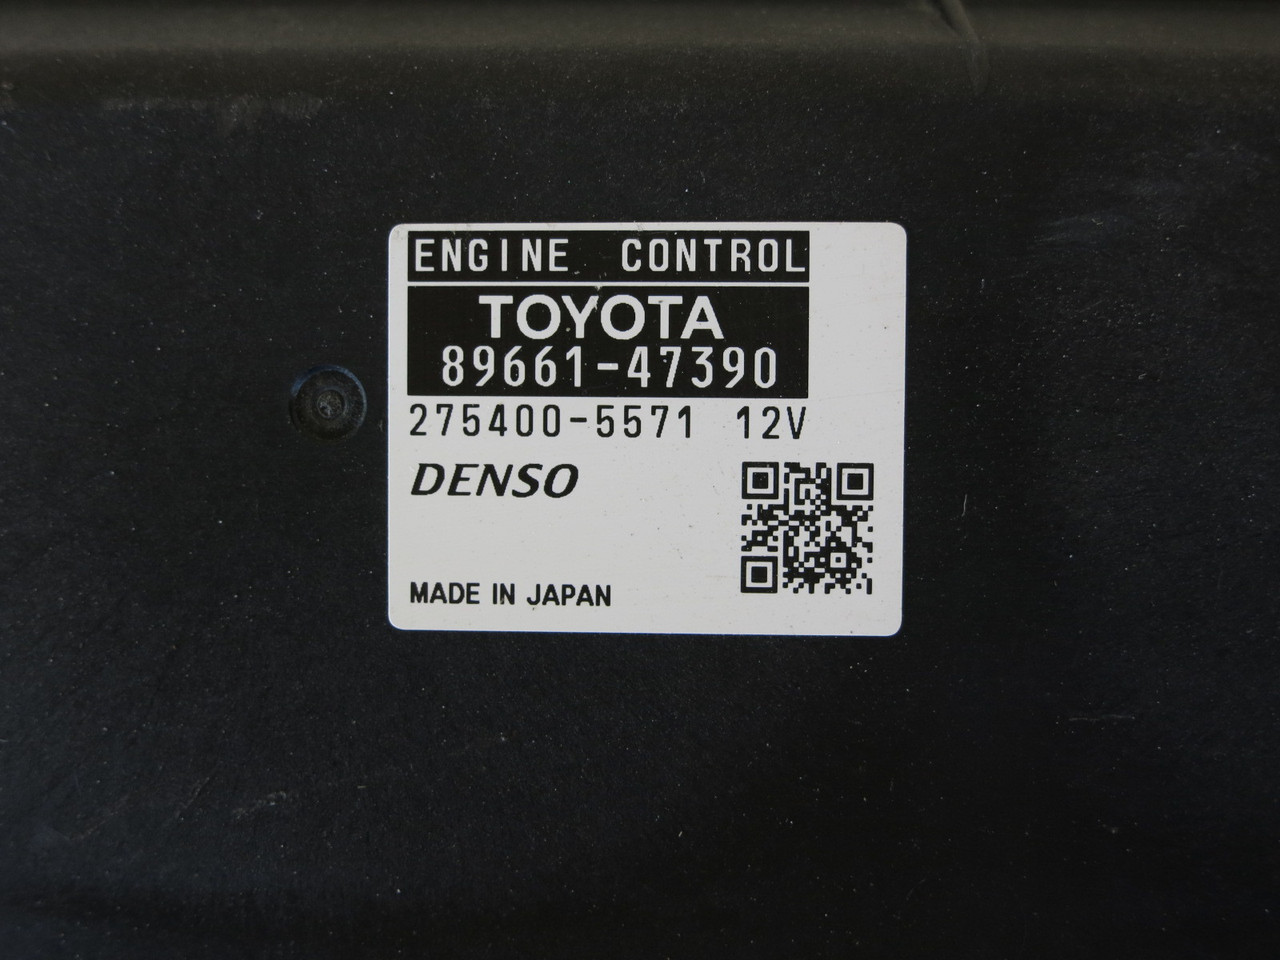 ENGINE CONTROL
TOYOTA
89661-47390
275400-5571 12V
DENSO
MADE IN JAPAN